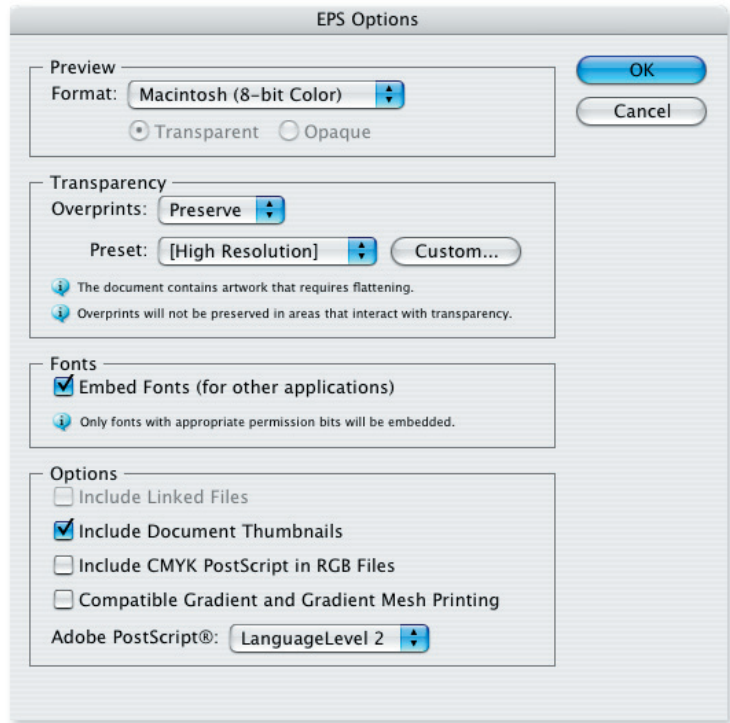 EPS Options
Preview
Format: Macintosh (8-bit Color)
Transparent Opaque
OK
Cancel
Transparency
Overprints: Preserve
Preset: [High Resolution] Custom...
The document contains artwork that requires flattening.
Overprints will not be preserved in areas that interact with transparency.
Fonts
Embed Fonts (for other applications)
Only fonts with appropriate permission bits will be embedded.
Options
Include Linked Files
Include Document Thumbnails
Include CMYK PostScript in RGB Files
Compatible Gradient and Gradient Mesh Printing
Adobe PostScript®: LanguageLevel 2